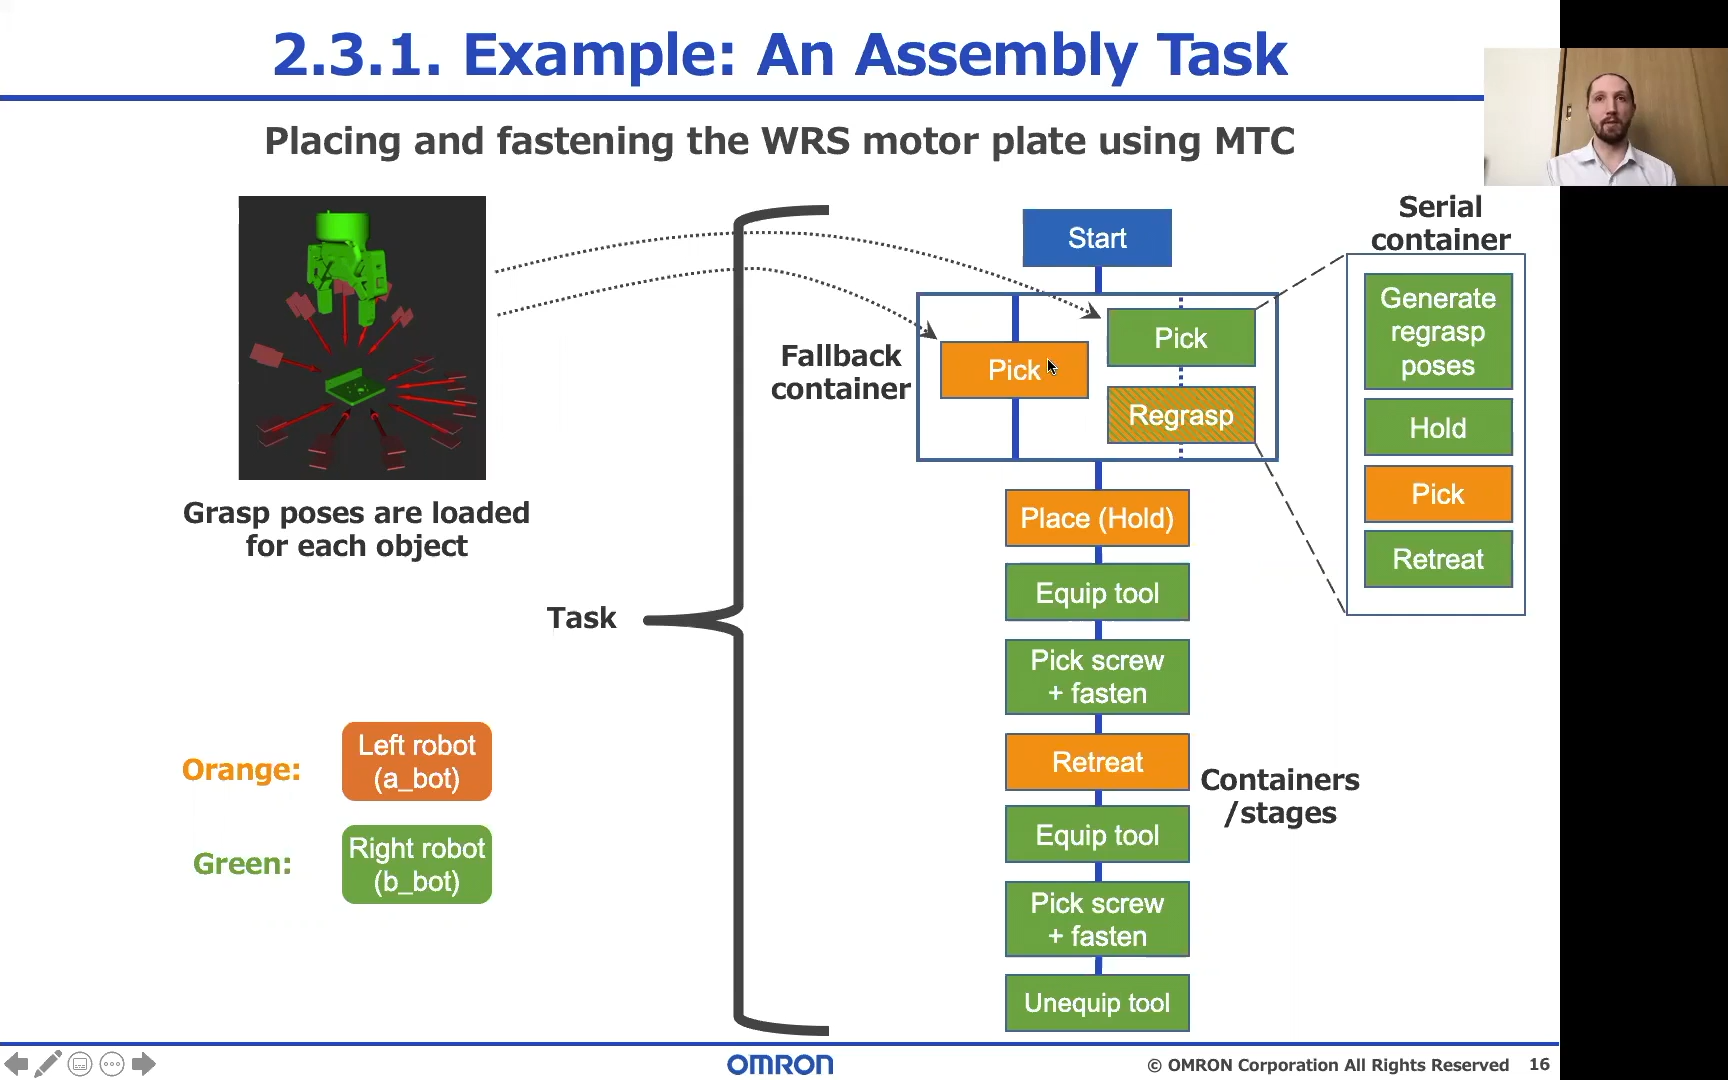 2.3.1. Example: An Assembly Task
Placing and fastening the WRS motor plate using MTC
Grasp poses are loaded
for each object
Task
Orange:
Left robot
(a_bot)
Green:
Right robot
(b_bot)
Start
Fallback
container
Pick
Pick
Regrasp
Place (Hold)
Equip tool
Pick screw
+ fasten
Retreat
Equip tool
Pick screw
+ fasten
Unequip tool
Containers
/stages
Serial
container
Generate
regrasp
poses
Hold
Pick
Retreat
OMRON
© OMRON Corporation All Rights Reserved 16